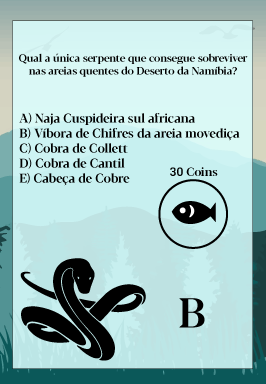 Qual a única serpente que consegue sobreviver
nas areias quentes do Deserto da Namíbia?
A) Naja Cuspideira sul africana
B) Víbora de Chifres da areia movediça
C) Cobra de Collett
D) Cobra de Cantil
E) Cabeça de Cobre
30 Coins
B